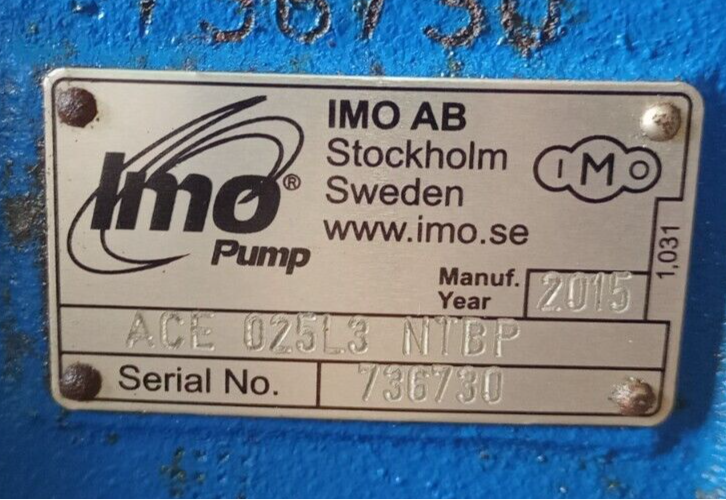 736730
Imo®
Pump
IMO AB
Stockholm
Sweden
www.imo.se
IMO
1,031
Manuf.
Year
2015
ACE 025L3 NTBP
Serial No.
736730